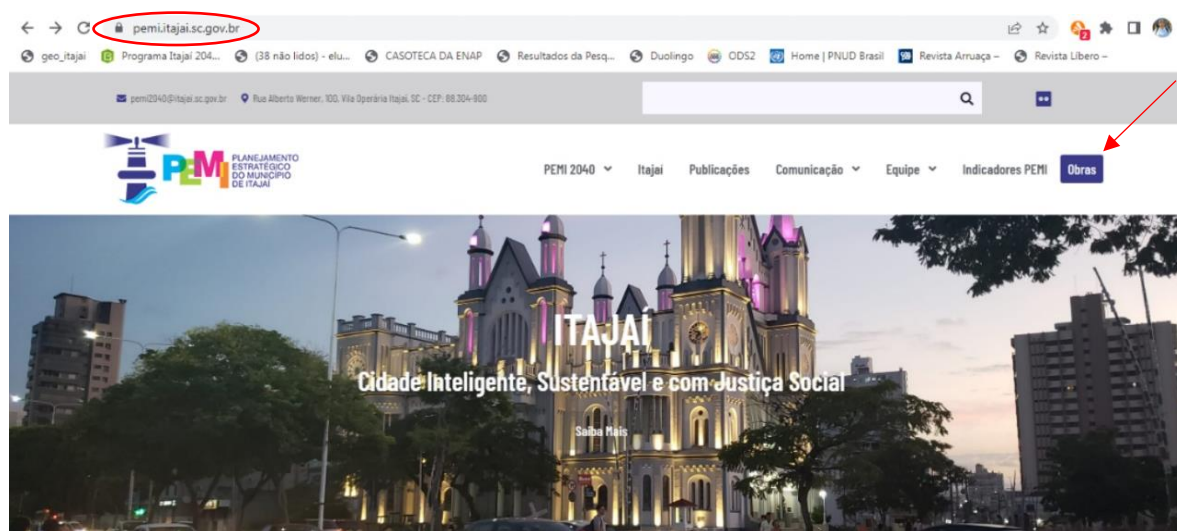 pemi.itajai.sc.gov.br
2
geo_itajai Programa Itajaí 204... (38 não lidos) - elu... CASOTECA DA ENAP Resultados da Pesq... Duolingo ODS2 Home | PNUD Brasil Revista Arruaça – Revista Líbero –
pemi2040@itajai.sc.gov.br Rua Alberto Werner, 100, Vila Operária Itajaí, SC - CEP: 88.304-900
PEMI
PLANEJAMENTO
ESTRATÉGICO
DO MUNICÍPIO
DE ITAJAÍ
PEMI 2040 Itajaí Publicações Comunicação Equipe Indicadores PEMI Obras
ITAJAÍ
Cidade Inteligente, Sustentável e com Justiça Social
Saiba Mais